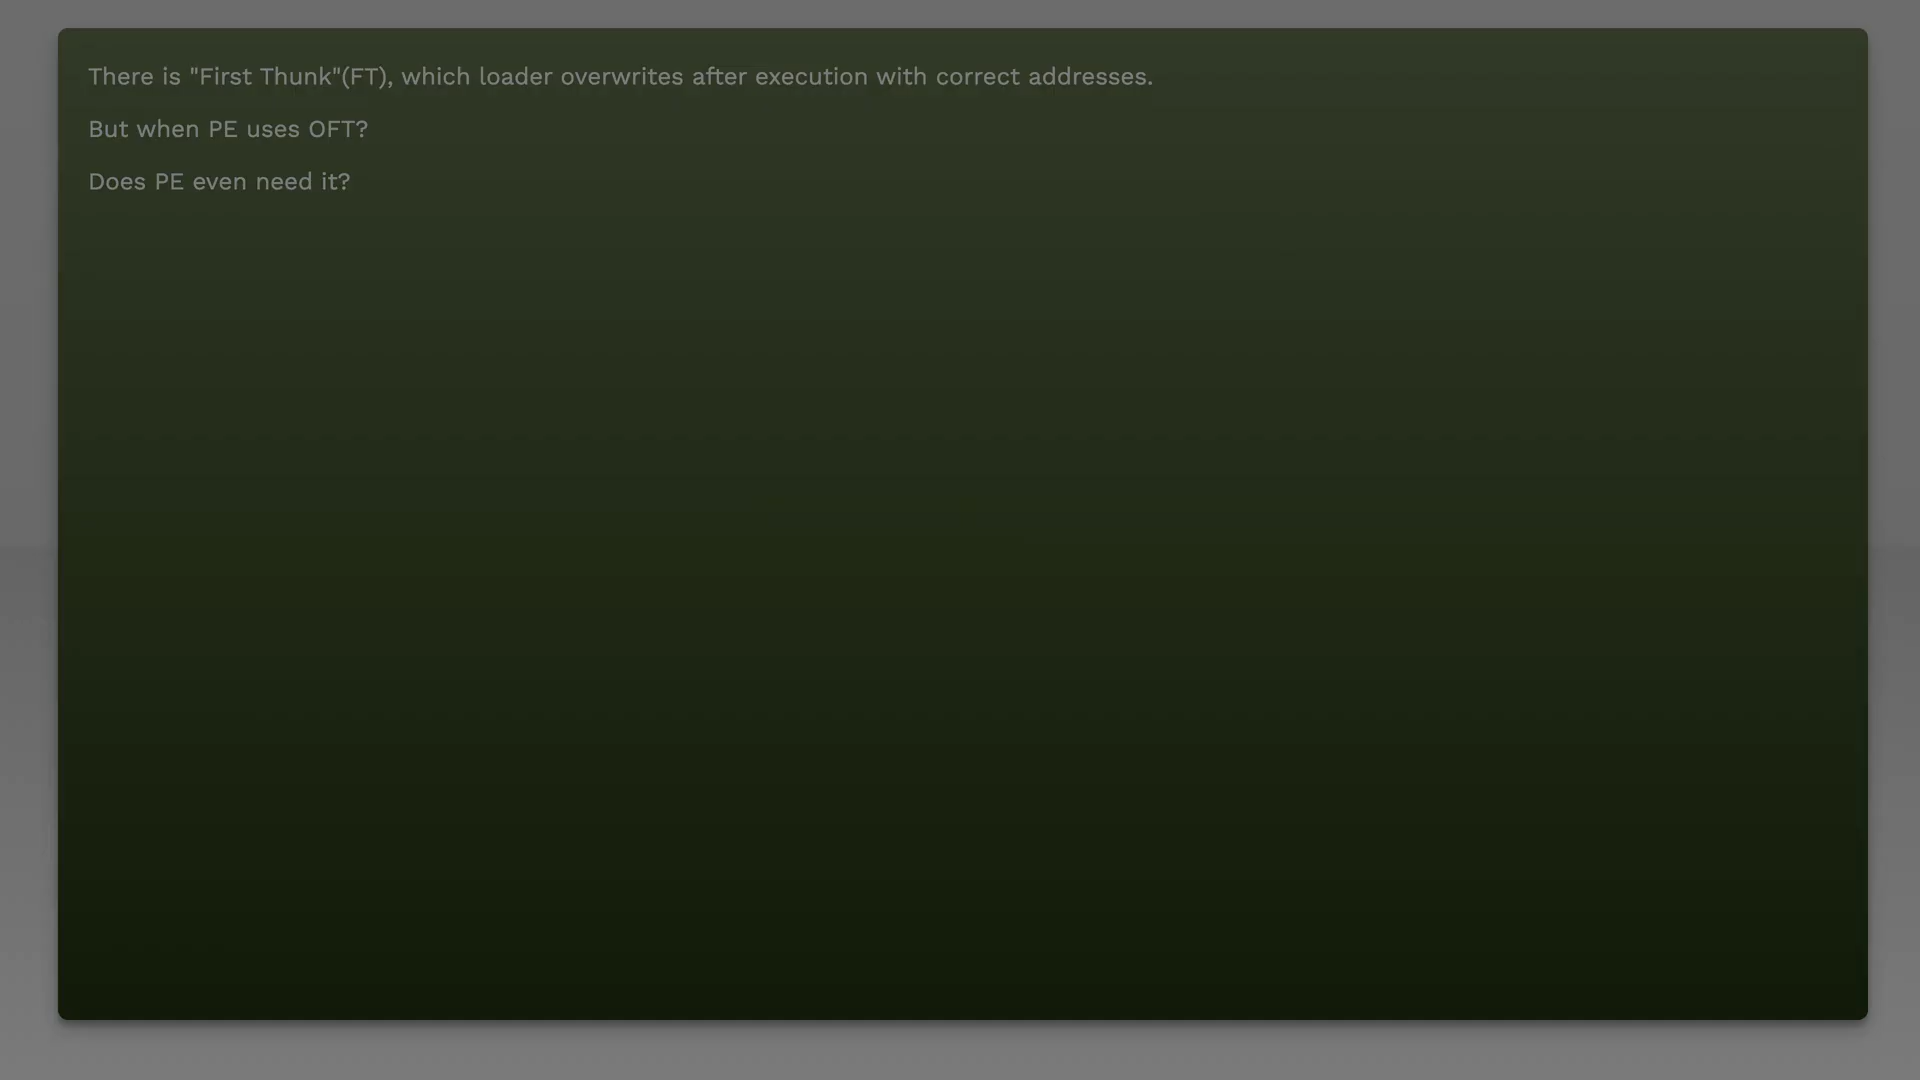 There is "First Thunk"(FT), which loader overwrites after execution with correct addresses.
But when PE uses OFT?
Does PE even need it?